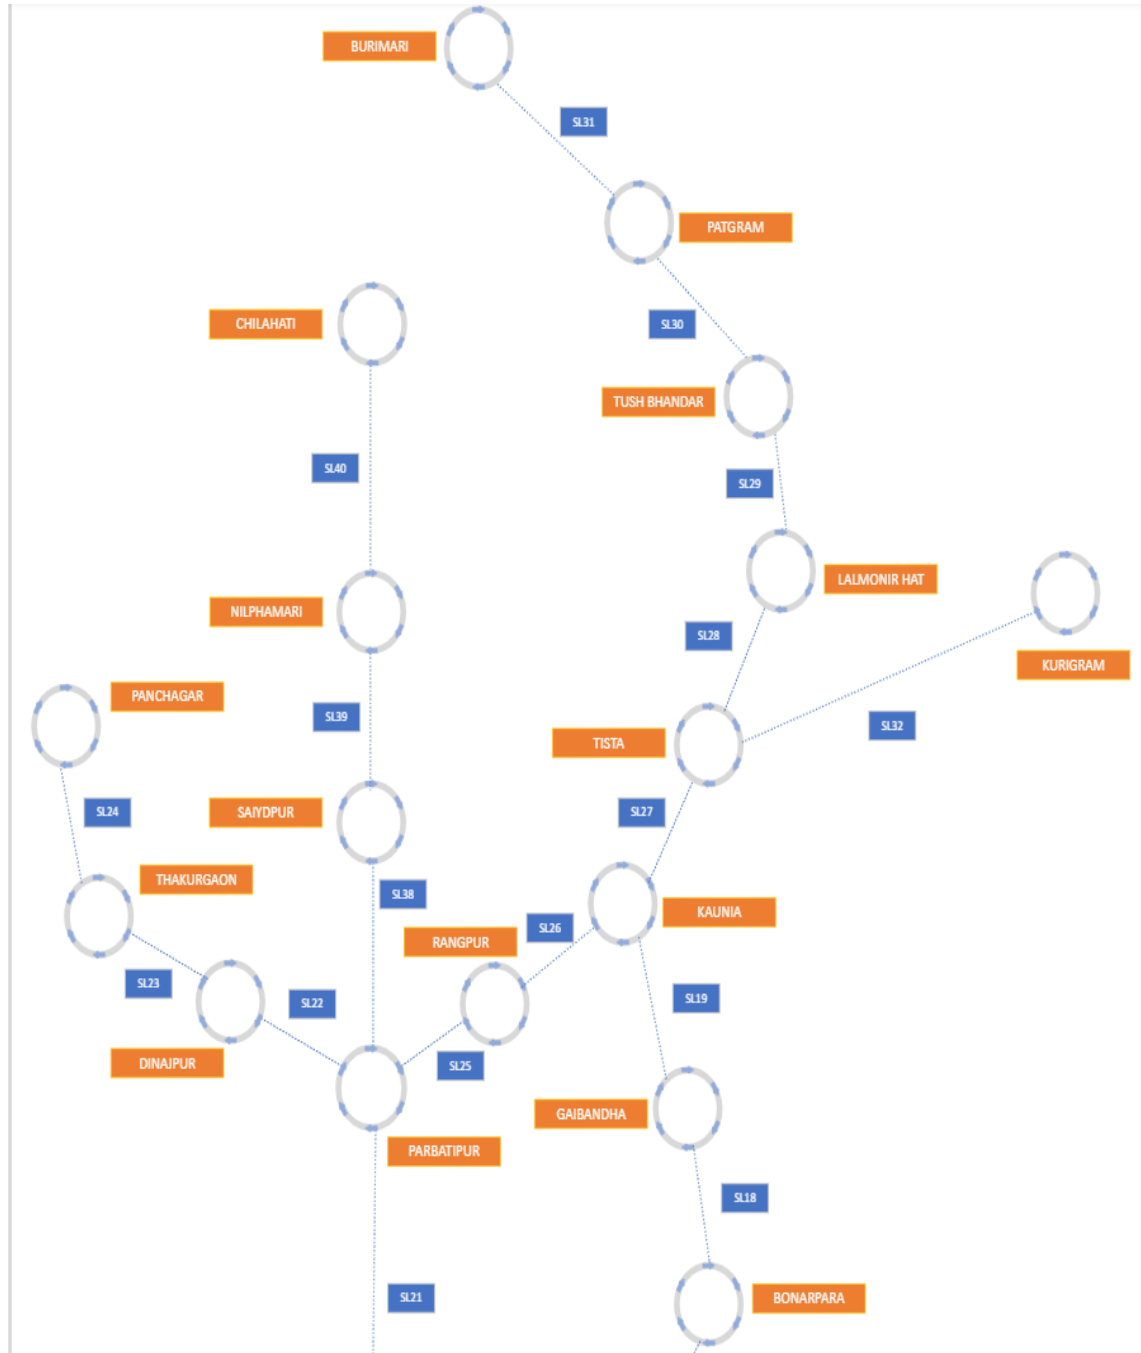 BURIMARI
SL31
PATGRAM
CHILAHATI
SL30
TUSH BHANDAR
SL40
SL29
LALMONIR HAT
NILPHAMARI
SL28
KURIGRAM
PANCHAGAR
SL39
SL32
TISTA
SL24
SAIYDPUR
SL27
THAKURGAON
SL38
KAUNIA
SL26
RANGPUR
SL23
SL22
SL19
DINAJPUR
SL25
GAIBANDHA
PARBATIPUR
SL18
SL21
BONARPARA